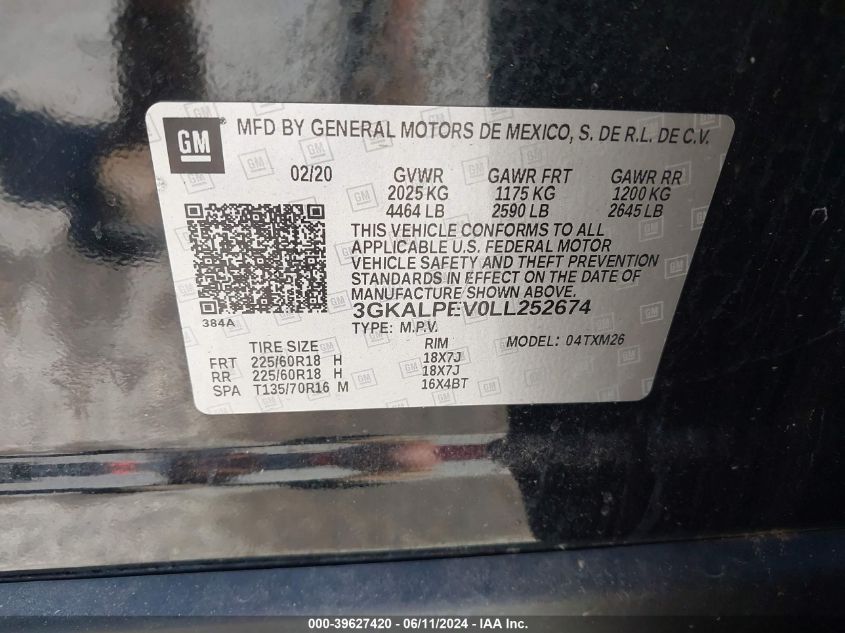 GM MFD BY GENERAL MOTORS DE MEXICO, S. DE R.L. DE C.V.
02/20 GVWR GAWR FRT GAWR RR
2025 KG 1175 KG 1200 KG
4464 LB 2590 LB 2645 LB
THIS VEHICLE CONFORMS TO ALL
APPLICABLE U.S. FEDERAL MOTOR
VEHICLE SAFETY AND THEFT PREVENTION
STANDARDS IN EFFECT ON THE DATE OF
MANUFACTURE SHOWN ABOVE.
384A 3GKALPEV0LL252674
TYPE: M.P.V. MODEL: 04TXM26
TIRE SIZE RIM
FRT 225/60R18 H 18X7J
RR 225/60R18 H 18X7J
SPA T135/70R16 M 16X4BT
000-39627420 - 06/11/2024 - IAA Inc.